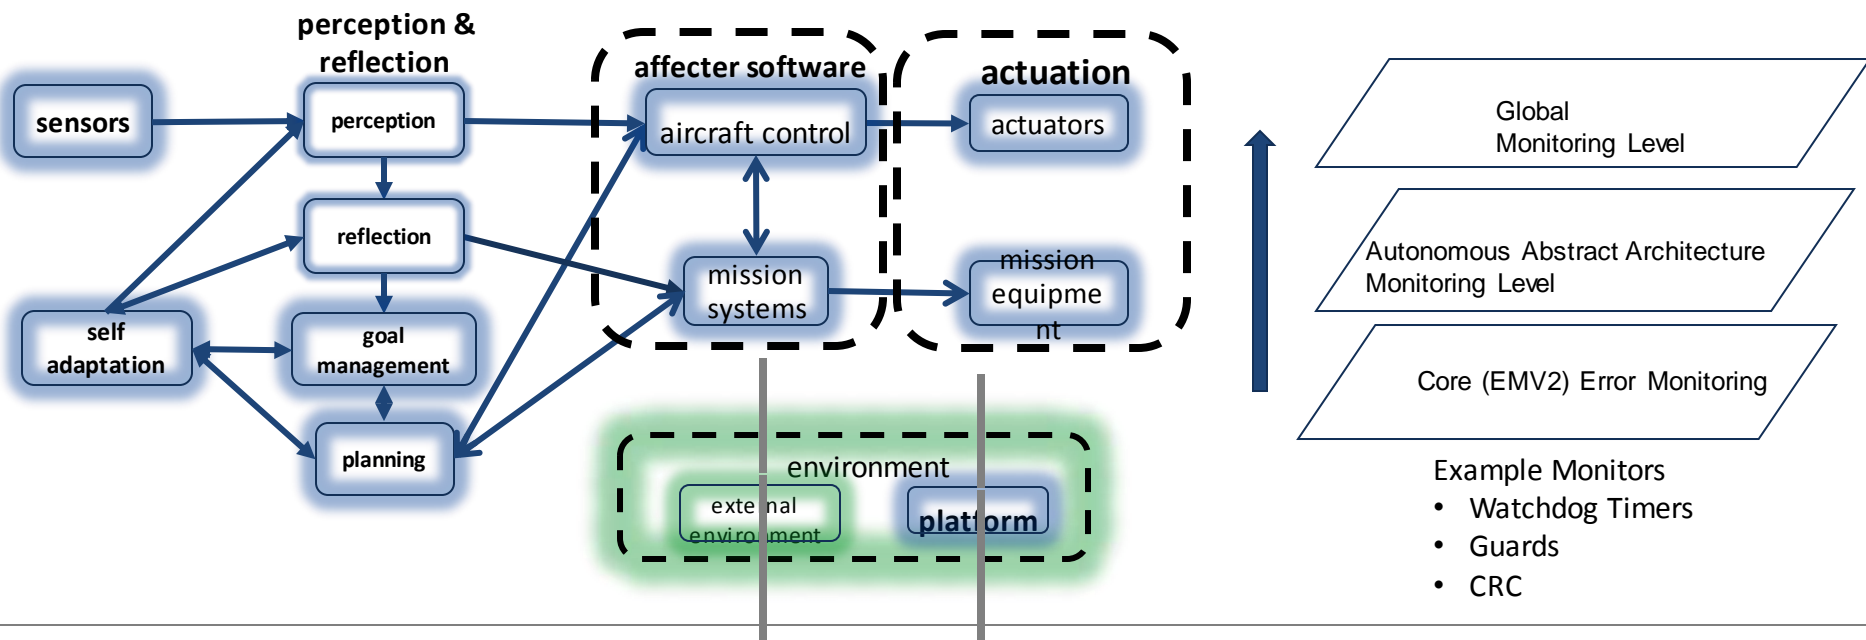 perception &
reflection
sensors
perception
reflection
self
adaptation
goal
management
planning
affecter software
aircraft control
mission
systems
actuation
actuators
mission
equipme
nt
environment
external
environment
platform
Global
Monitoring Level
Autonomous Abstract Architecture
Monitoring Level
Core (EMV2) Error Monitoring
Example Monitors
• Watchdog Timers
• Guards
• CRC